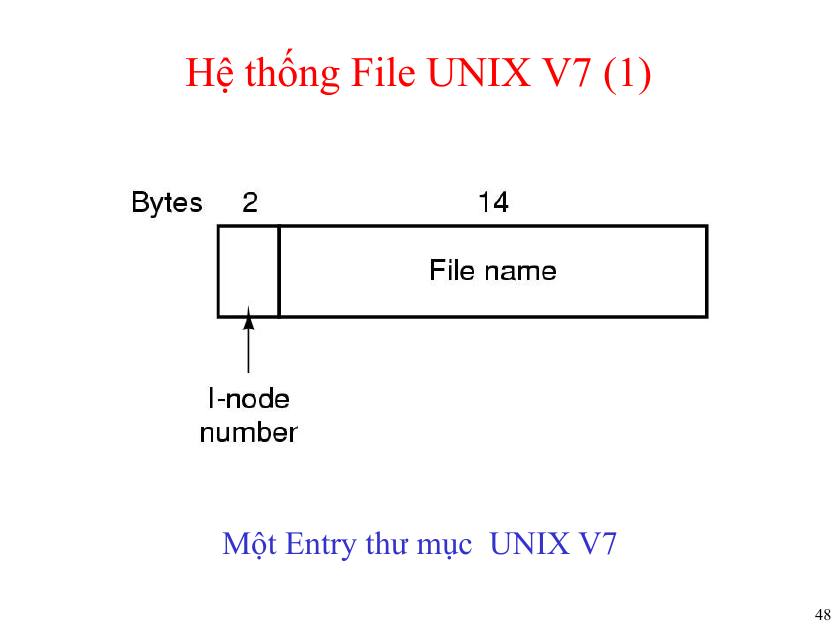 Hệ thống File UNIX V7 (1)
Bytes 2 14
File name
I-node
number
Một Entry thư mục UNIX V7
48